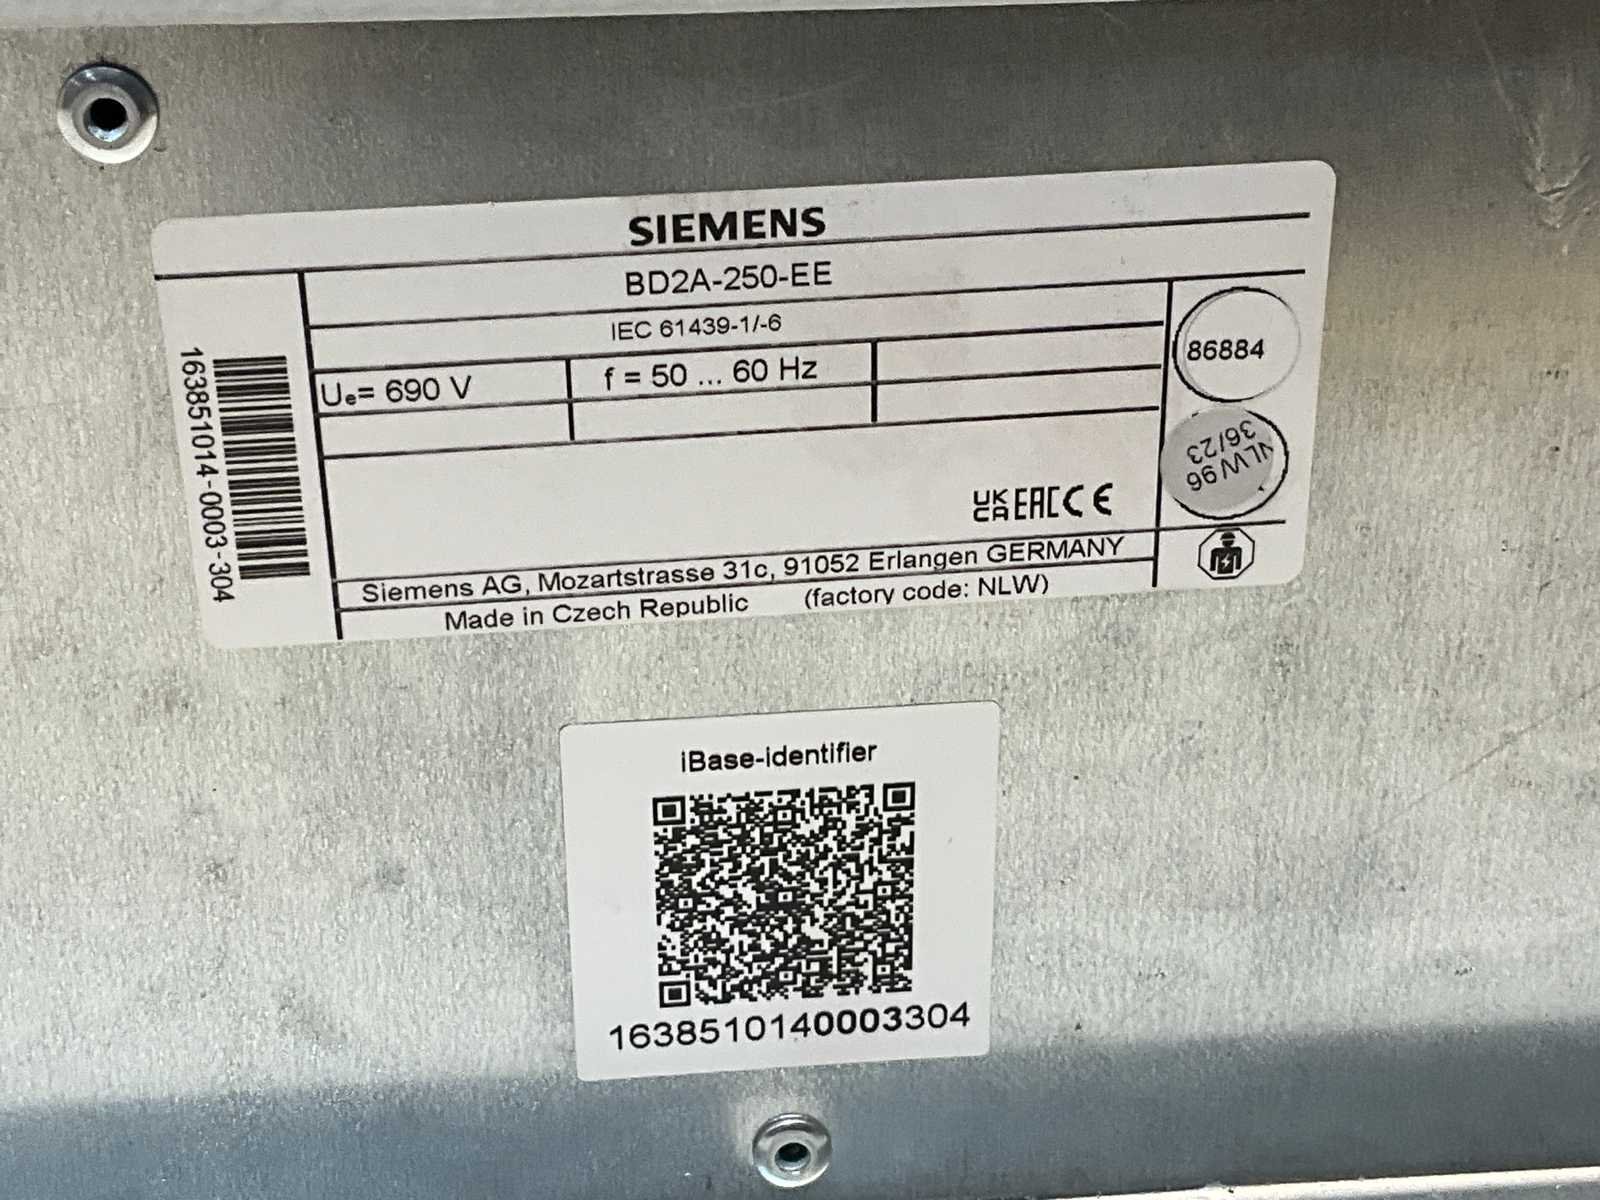 SIEMENS
BD2A-250-EE
IEC 61439-1/-6
Ue= 690 V
f = 50 ... 60 Hz
86884
NLW 96
36/23
UK
CA
EAC
CE
Siemens AG, Mozartstrasse 31c, 91052 Erlangen GERMANY
Made in Czech Republic (factory code: NLW)
163851014-0003-304
iBase-identifier
1638510140003304